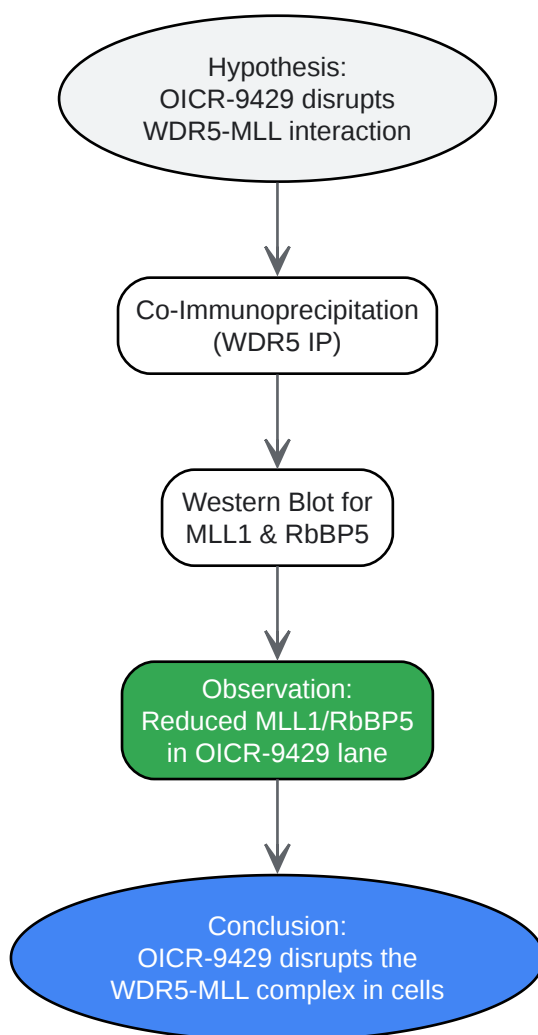 Hypothesis:
OICR-9429 disrupts
WDR5-MLL interaction
Co-Immunoprecipitation
(WDR5 IP)
Western Blot for
MLL1 & RbBP5
Observation:
Reduced MLL1/RbBP5
in OICR-9429 lane
Conclusion:
OICR-9429 disrupts the
WDR5-MLL complex in cells